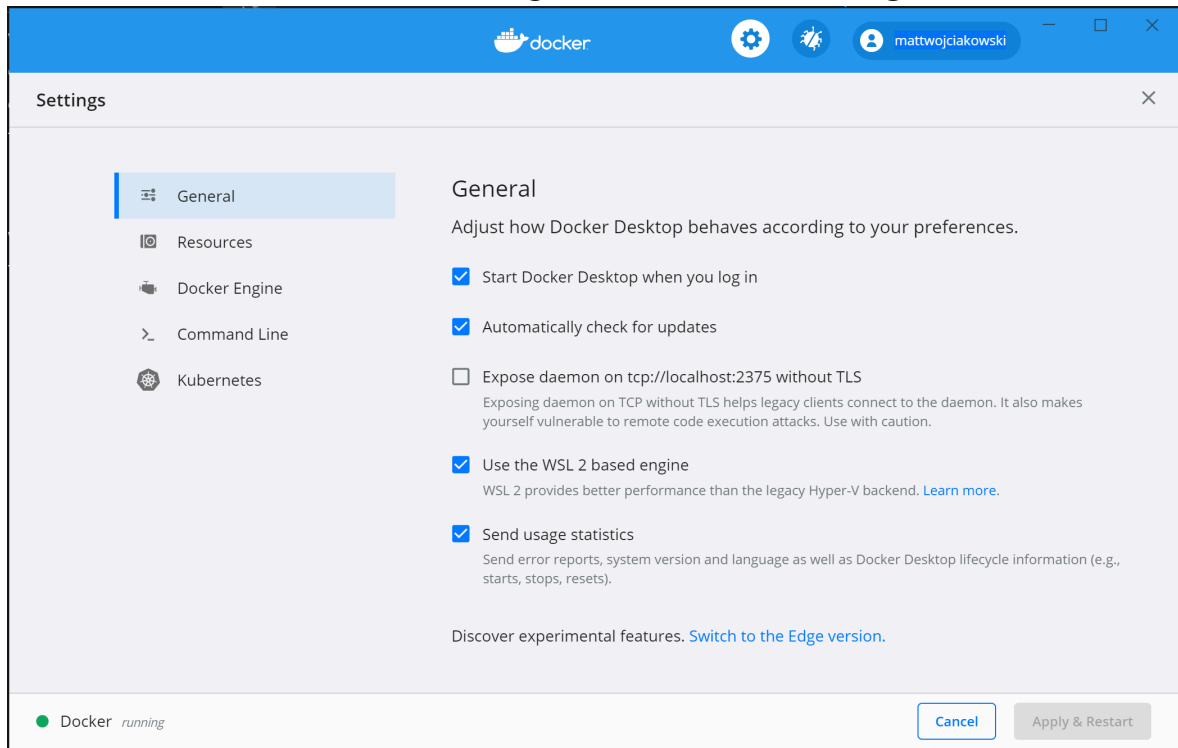 docker
mattwojciakowski
Settings
General
Resources
Docker Engine
Command Line
Kubernetes
General
Adjust how Docker Desktop behaves according to your preferences.
Start Docker Desktop when you log in
Automatically check for updates
Expose daemon on tcp://localhost:2375 without TLS
Exposing daemon on TCP without TLS helps legacy clients connect to the daemon. It also makes
yourself vulnerable to remote code execution attacks. Use with caution.
Use the WSL 2 based engine
WSL 2 provides better performance than the legacy Hyper-V backend. Learn more.
Send usage statistics
Send error reports, system version and language as well as Docker Desktop lifecycle information (e.g.,
starts, stops, resets).
Discover experimental features. Switch to the Edge version.
Docker running
Cancel
Apply & Restart